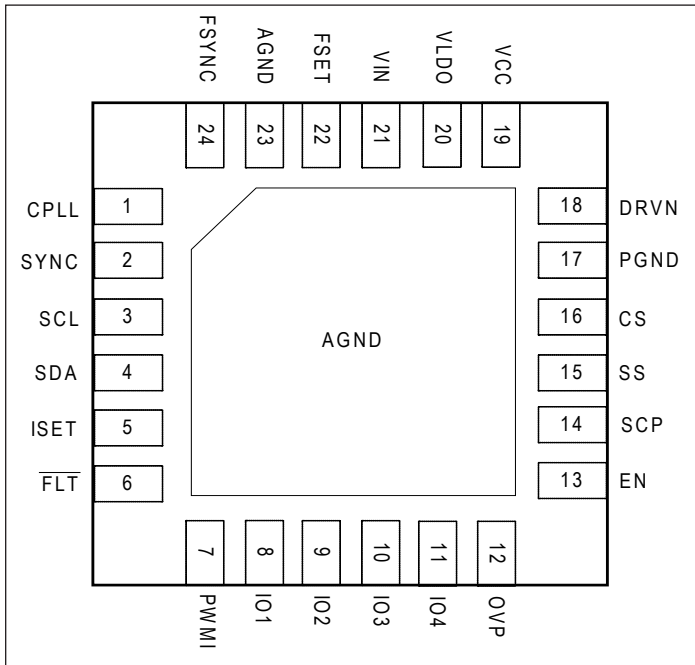 FSYNC
AGND
FSET
VIN
VLDO
VCC
24
23
22
21
20
19
CPLL 1
SYNC 2
SCL 3
SDA 4
ISET 5
FLT 6
18 DRVN
17 PGND
16 CS
15 SS
14 SCP
13 EN
AGND
7
8
9
10
11
12
PWMI
IO1
IO2
IO3
IO4
OVP